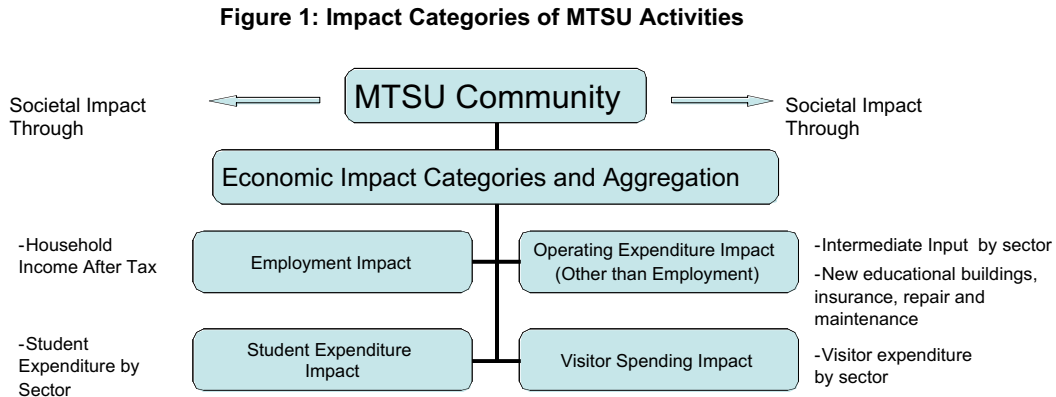 Figure 1: Impact Categories of MTSU Activities
Societal Impact
Through
MTSU Community
Societal Impact
Through
Economic Impact Categories and Aggregation
-Household
Income After Tax
Employment Impact
Operating Expenditure Impact
(Other than Employment)
-Intermediate Input by sector
-New educational buildings,
insurance, repair and
maintenance
-Student
Expenditure by
Sector
Student Expenditure
Impact
Visitor Spending Impact
-Visitor expenditure
by sector